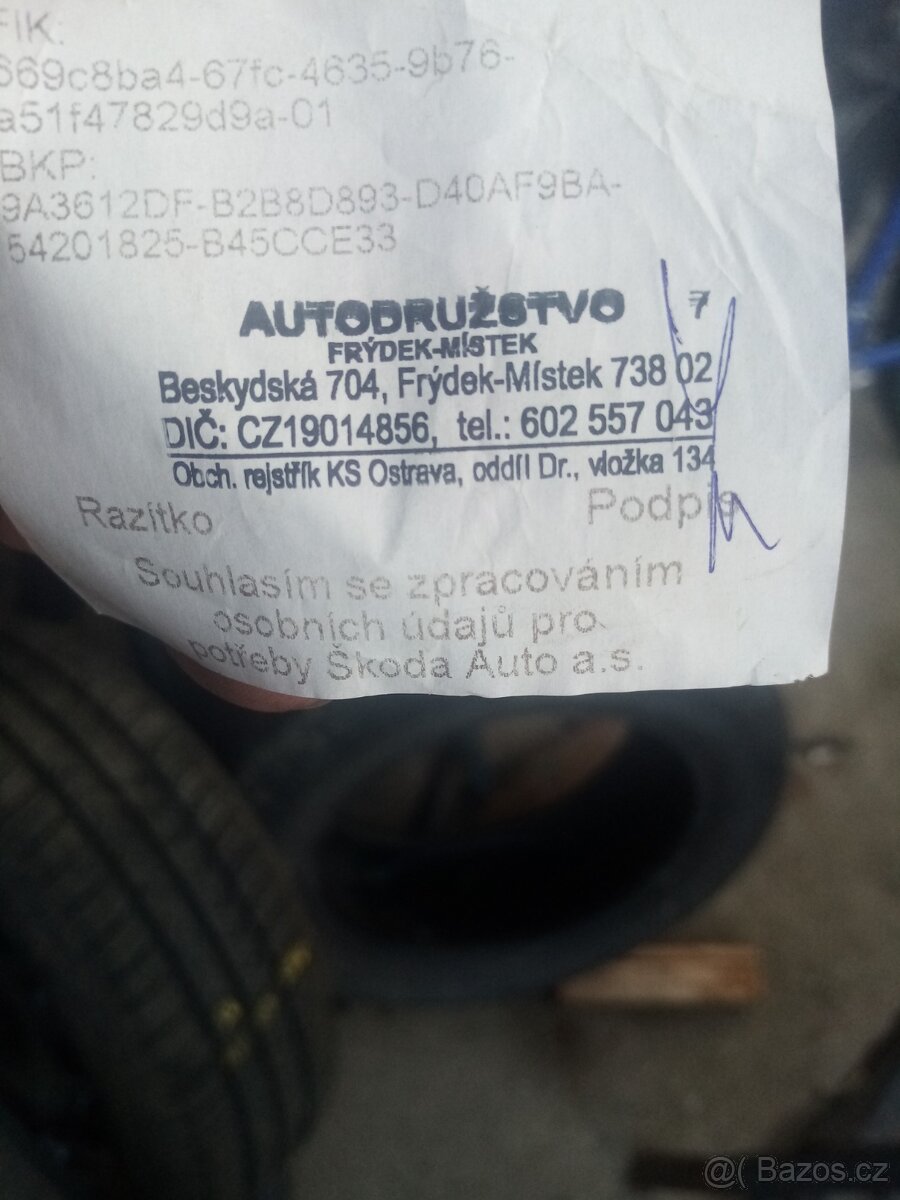 FIK:
669c8ba4-67fc-4635-9b76-
a51f47829d9a-01
BKP:
9A3612DF-B2B8D893-D40AF9BA-
54201825-B45CCE33
AUTODRUŽSTVO 7
FRÝDEK-MÍSTEK
Beskydská 704, Frýdek-Místek 738 02
DIČ: CZ19014856, tel.: 602 557 043
Obch. rejstřík KS Ostrava, oddíl Dr., vložka 134
Razítko Podpis
Souhlasím se zpracováním
osobních údajů pro
potřeby Škoda Auto a.s.
@( Bazos.cz